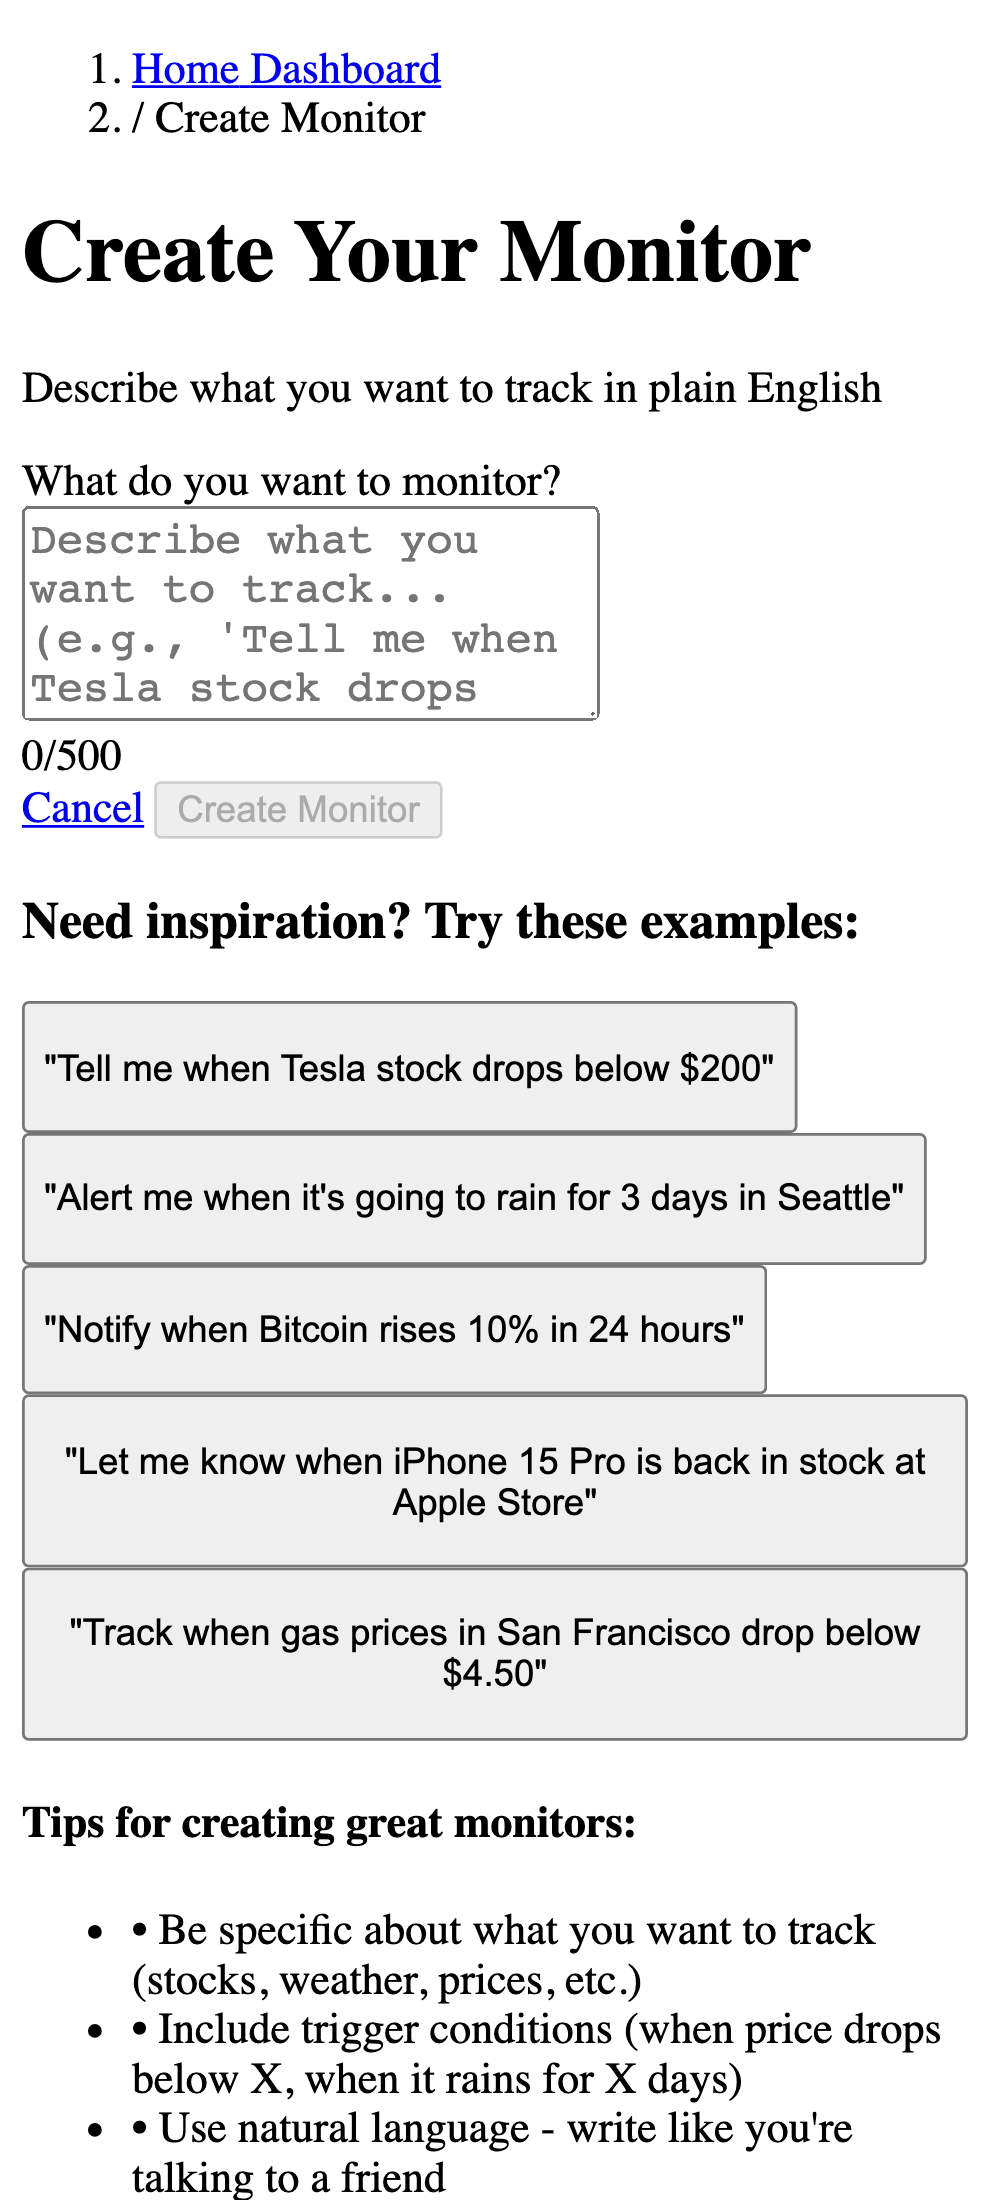 1. Home Dashboard
2. / Create Monitor
Create Your Monitor
Describe what you want to track in plain English
What do you want to monitor?
Describe what you
want to track...
(e.g., 'Tell me when
Tesla stock drops
0/500
Cancel Create Monitor
Need inspiration? Try these examples:
"Tell me when Tesla stock drops below $200"
"Alert me when it's going to rain for 3 days in Seattle"
"Notify when Bitcoin rises 10% in 24 hours"
"Let me know when iPhone 15 Pro is back in stock at
Apple Store"
"Track when gas prices in San Francisco drop below
$4.50"
Tips for creating great monitors:
• • Be specific about what you want to track
(stocks, weather, prices, etc.)
• • Include trigger conditions (when price drops
below X, when it rains for X days)
• • Use natural language - write like you're
talking to a friend